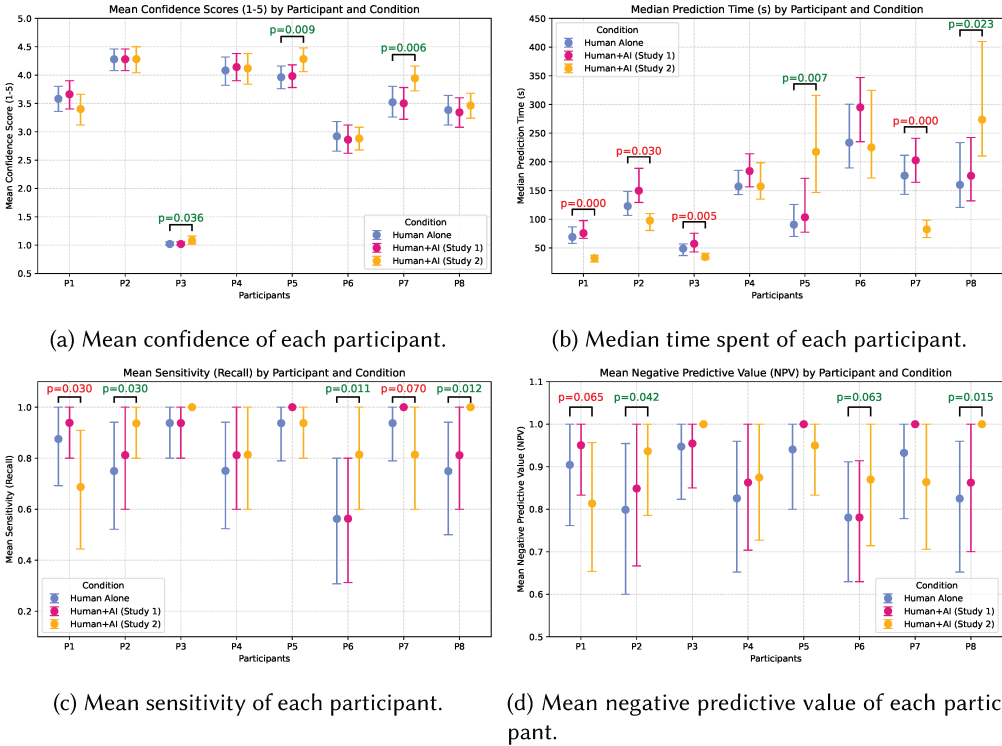 Mean Confidence Scores (1-5) by Participant and Condition
Mean Confidence Score (1-5)
5.0
4.5
4.0
3.5
3.0
2.5
2.0
1.5
1.0
0.5
p=0.036
p=0.009
p=0.006
Condition
Human Alone
Human+AI (Study 1)
Human+AI (Study 2)
P1 P2 P3 P4 P5 P6 P7 P8
Participants
(a) Mean confidence of each participant.
Median Prediction Time (s) by Participant and Condition
Median Prediction Time (s)
450
400
350
300
250
200
150
100
50
Condition
Human Alone
Human+AI (Study 1)
Human+AI (Study 2)
p=0.000
p=0.030
p=0.005
p=0.007
p=0.000
p=0.023
P1 P2 P3 P4 P5 P6 P7 P8
Participants
(b) Median time spent of each participant.
Mean Sensitivity (Recall) by Participant and Condition
Mean Sensitivity (Recall)
1.0
0.8
0.6
0.4
0.2
p=0.030
p=0.030
p=0.011
p=0.070
p=0.012
Condition
Human Alone
Human+AI (Study 1)
Human+AI (Study 2)
P1 P2 P3 P4 P5 P6 P7 P8
Participants
(c) Mean sensitivity of each participant.
Mean Negative Predictive Value (NPV) by Participant and Condition
Mean Negative Predictive Value (NPV)
1.1
1.0
0.9
0.8
0.7
0.6
0.5
p=0.065
p=0.042
p=0.063
p=0.015
Condition
Human Alone
Human+AI (Study 1)
Human+AI (Study 2)
P1 P2 P3 P4 P5 P6 P7 P8
Participants
(d) Mean negative predictive value of each partici
pant.